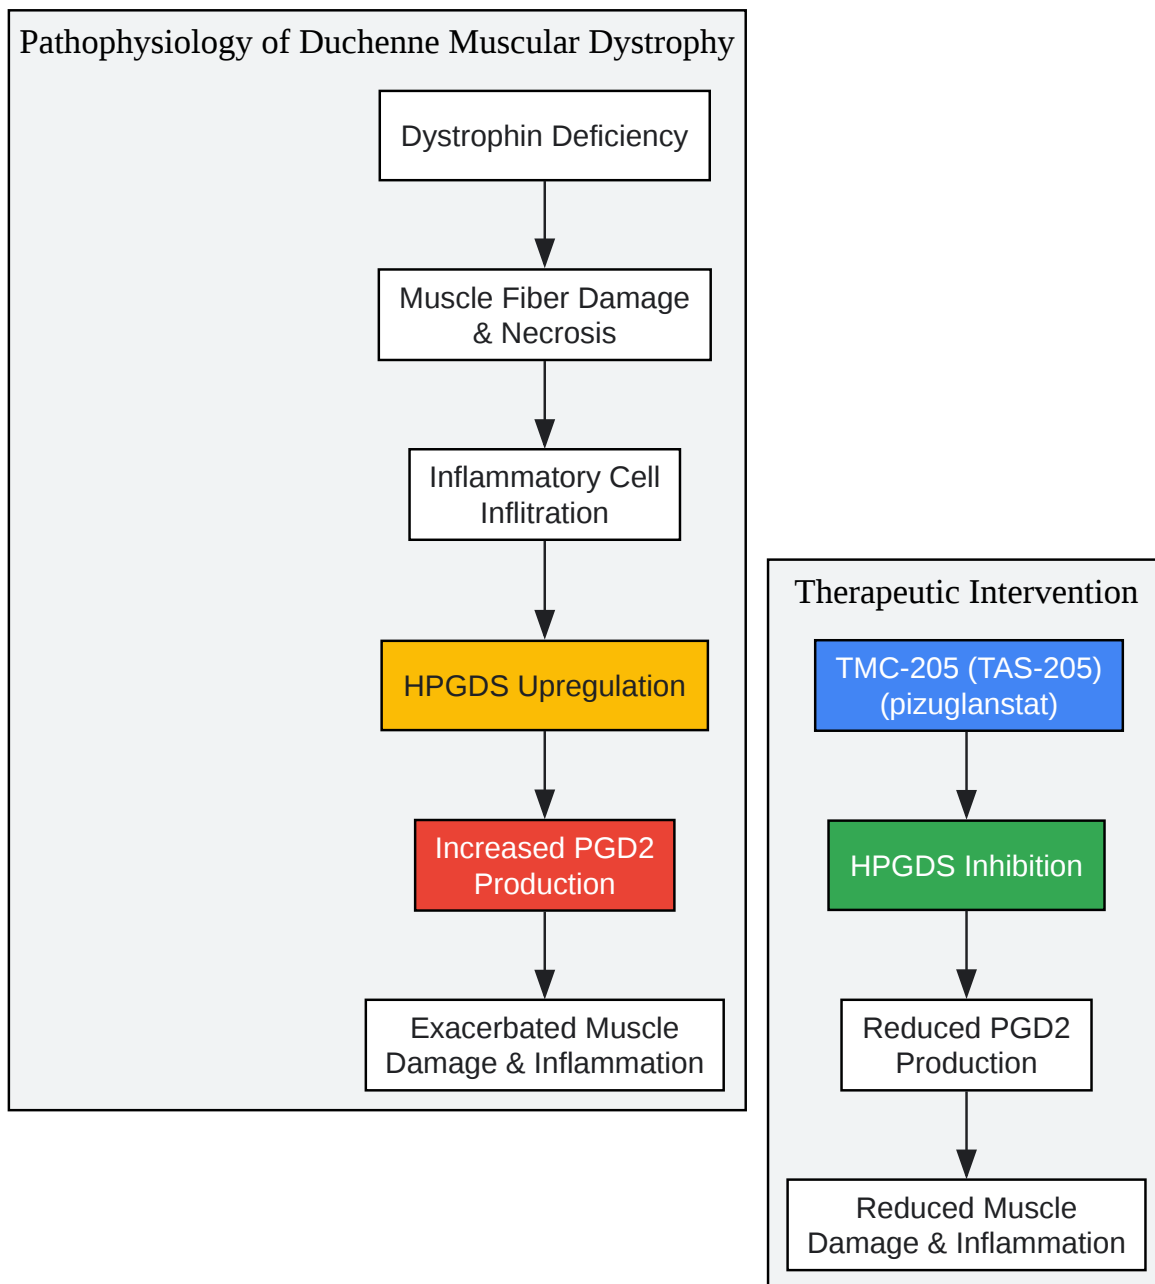 Pathophysiology of Duchenne Muscular Dystrophy
Dystrophin Deficiency
Muscle Fiber Damage
& Necrosis
Inflammatory Cell
Inflitration
HPGDS Upregulation
Increased PGD2
Production
Exacerbated Muscle
Damage & Inflammation
Therapeutic Intervention
TMC-205 (TAS-205)
(pizuglanstat)
HPGDS Inhibition
Reduced PGD2
Production
Reduced Muscle
Damage & Inflammation